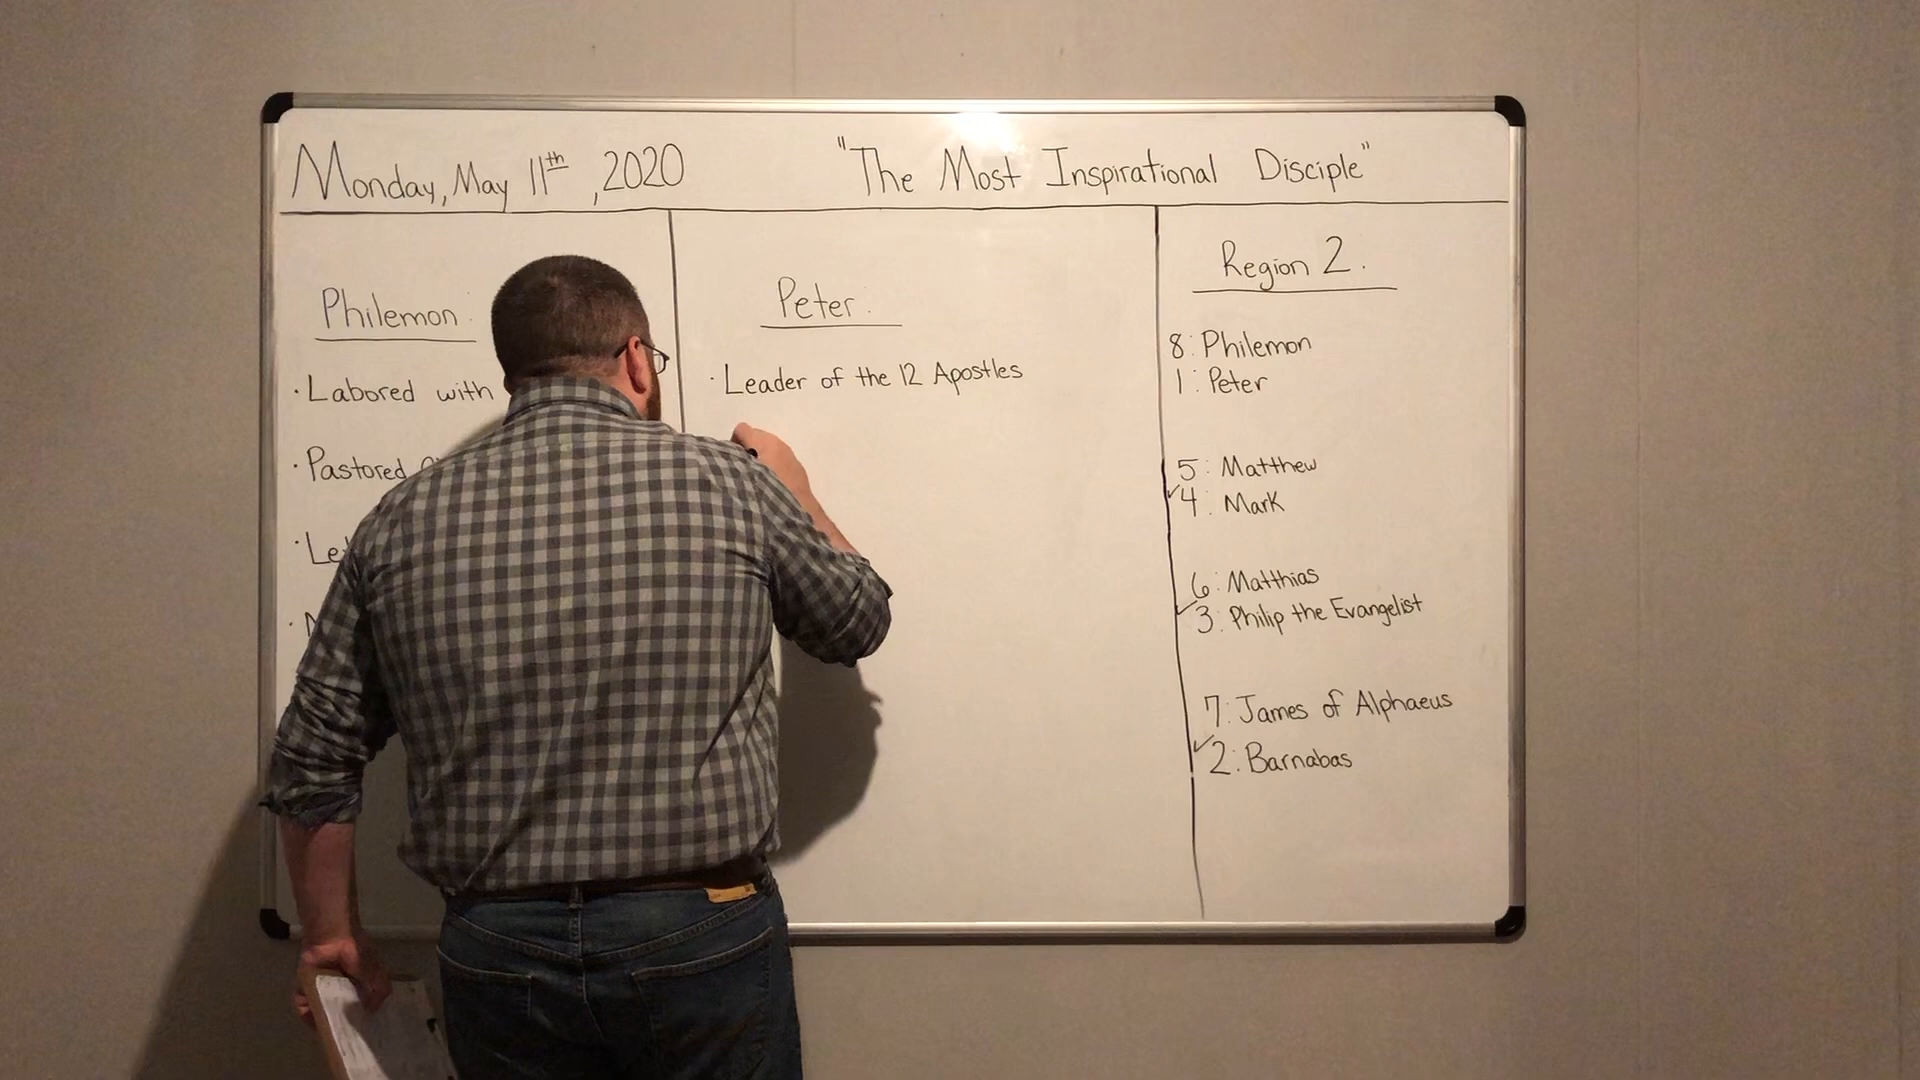 Monday, May 11th, 2020
"The Most Inspirational Disciple"
Philemon:
· Labored with
· Pastored
Peter:
· Leader of the 12 Apostles
Region 2.
8: Philemon
1: Peter
5: Matthew
✓4: Mark
6: Matthias
✓3: Philip the Evangelist
7: James of Alphaeus
✓2: Barnabas